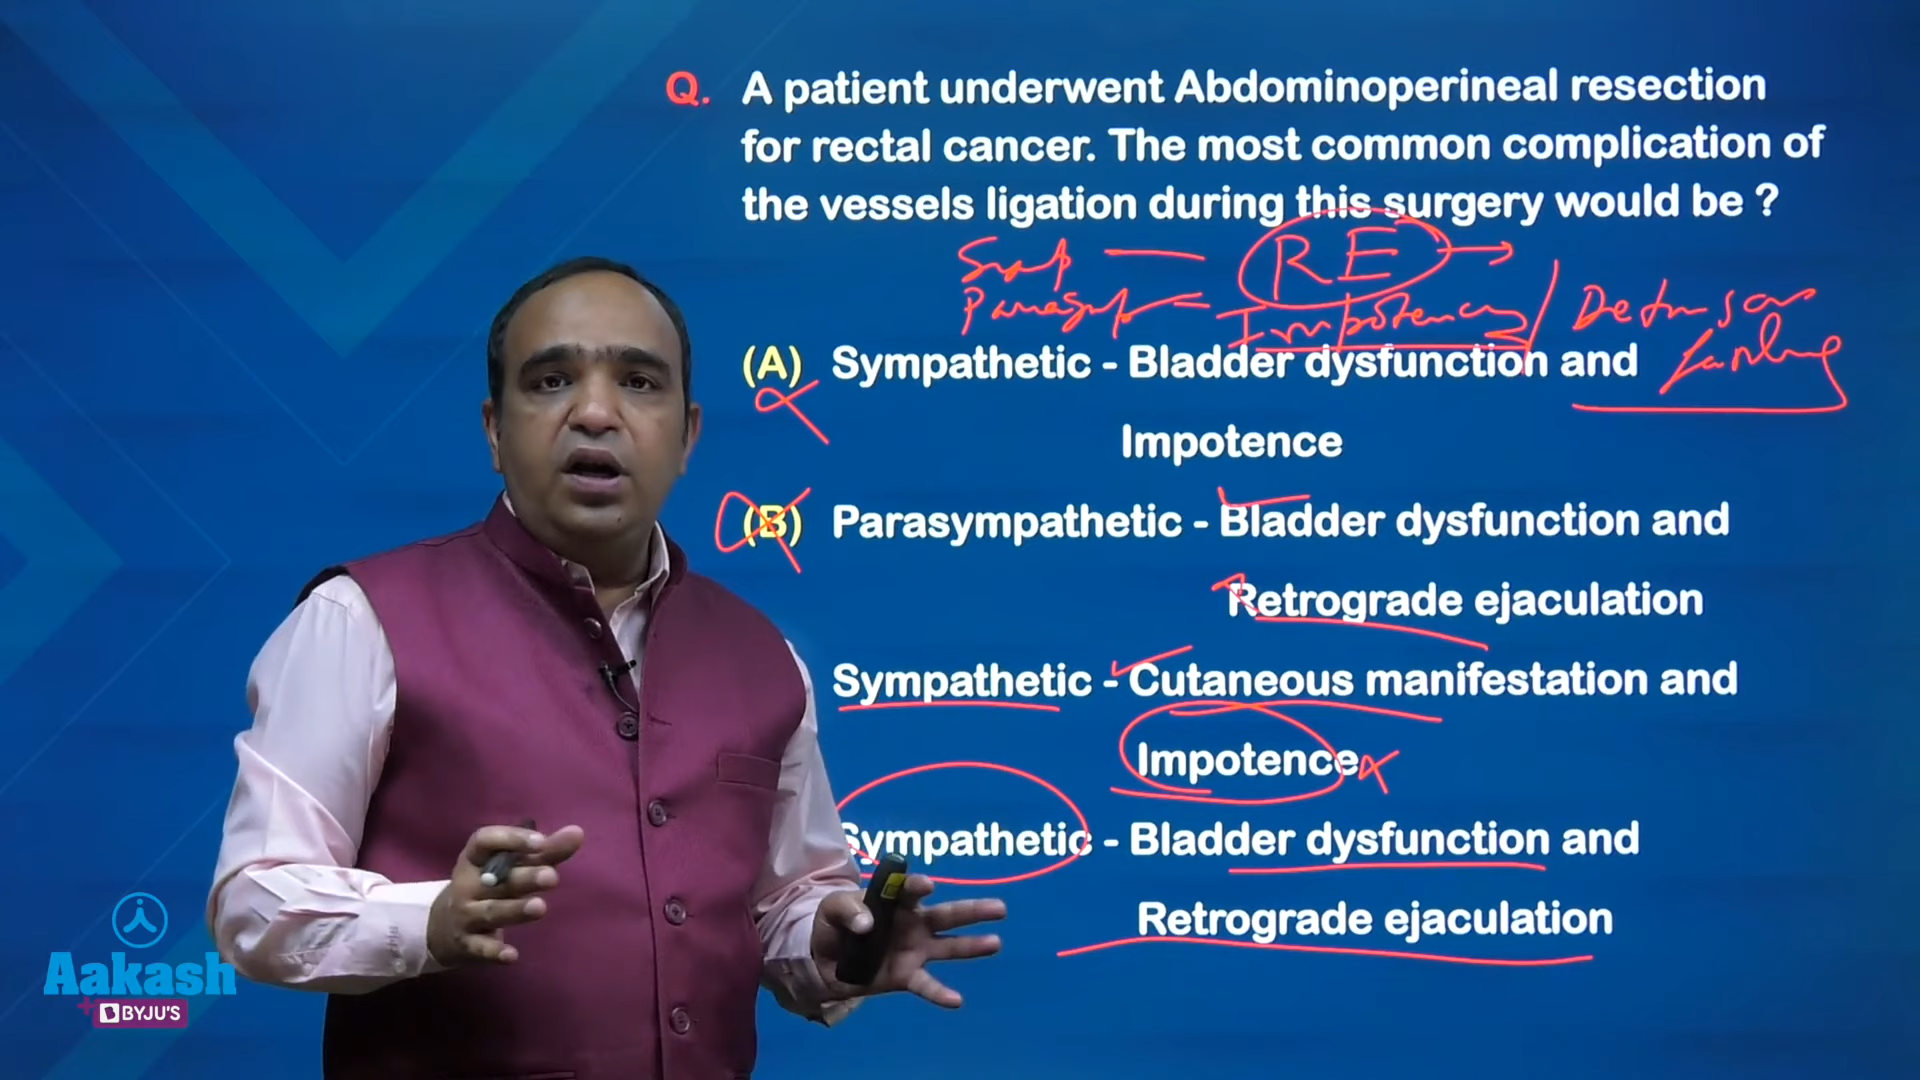 Q. A patient underwent Abdominoperineal resection
for rectal cancer. The most common complication of
the vessels ligation during this surgery would be ?
Symp — RE →
Parasymp — Impotency / Detrusor
failure
(A) Sympathetic - Bladder dysfunction and
Impotence
(B) Parasympathetic - Bladder dysfunction and
Retrograde ejaculation
Sympathetic - Cutaneous manifestation and
Impotence
Sympathetic - Bladder dysfunction and
Retrograde ejaculation
Aakash
+ BYJU'S